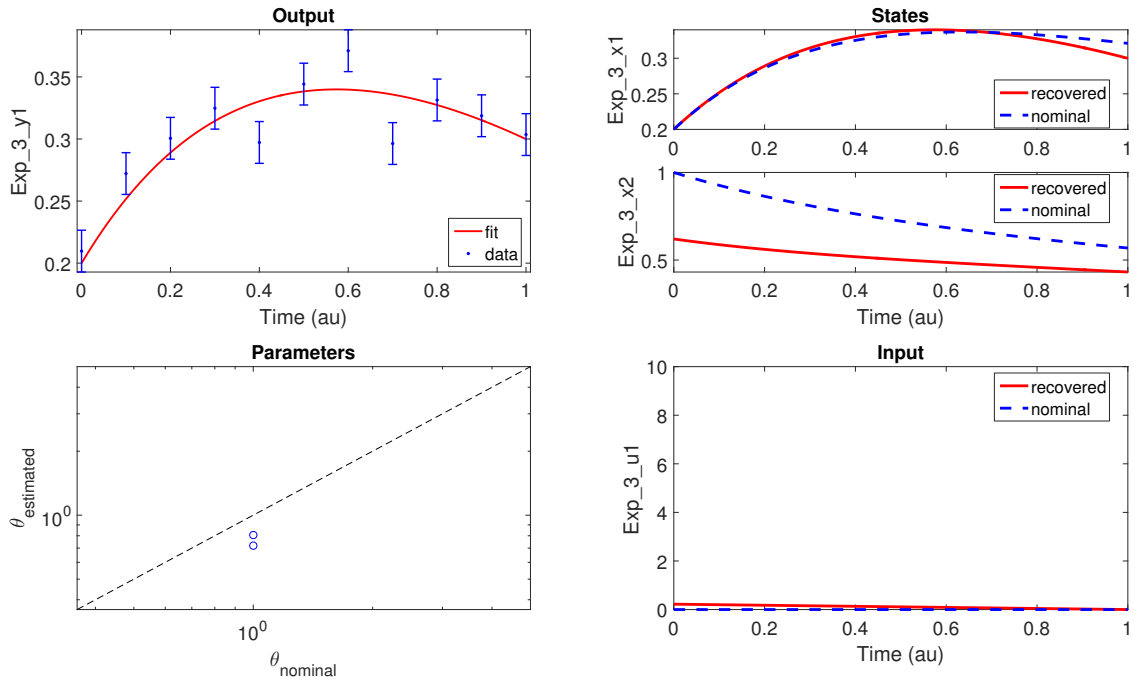 Output
Exp_3_y1
0.35
0.3
0.25
0.2
fit
data
0 0.2 0.4 0.6 0.8 1
Time (au)
States
Exp_3_x1
0.3
0.25
0.2
recovered
nominal
0 0.2 0.4 0.6 0.8 1
Exp_3_x2
1
0.5
recovered
nominal
0 0.2 0.4 0.6 0.8 1
Time (au)
Parameters
θestimated
10^0
10^0
θnominal
Input
Exp_3_u1
10
8
6
4
2
0
recovered
nominal
0 0.2 0.4 0.6 0.8 1
Time (au)